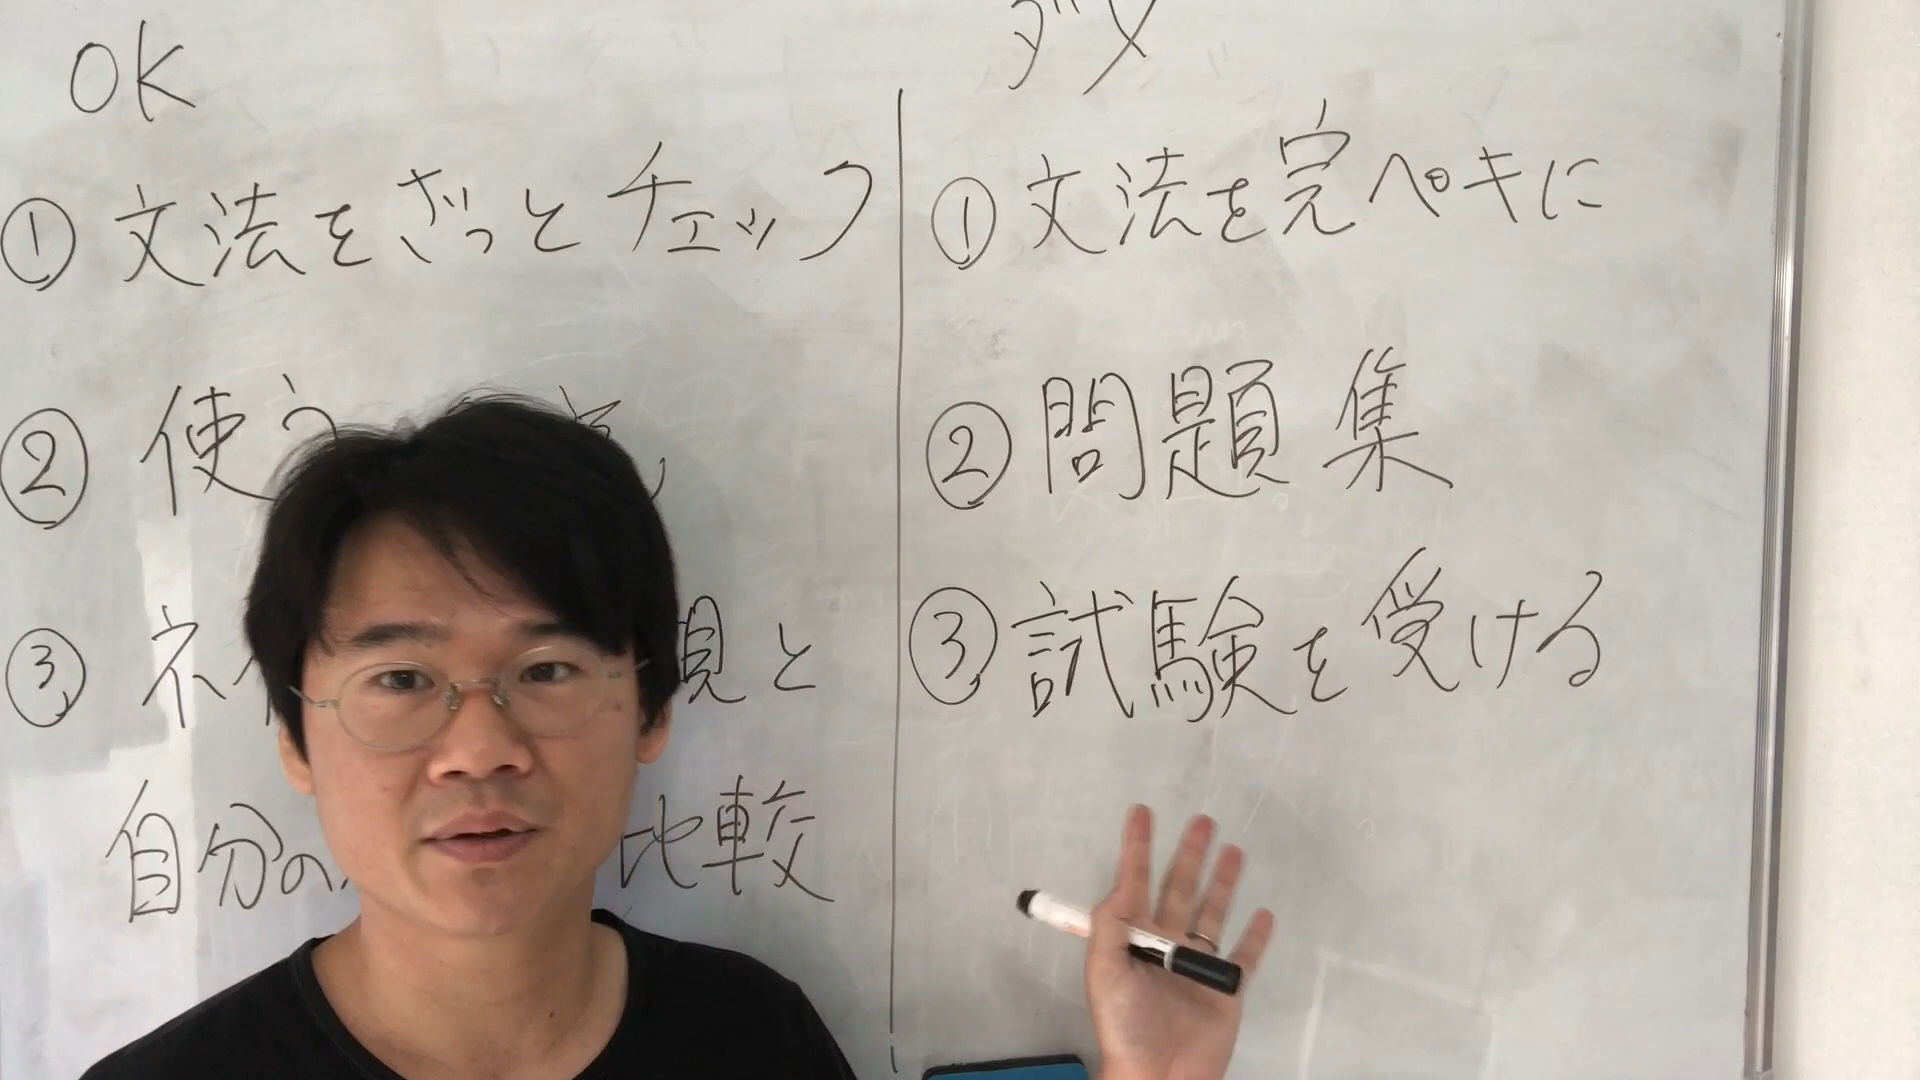 OK
①文法をざっとチェック
②使う
③ネイ 現と
自分の 比較
ダメ
①文法を完ペキに
②問題集
③試験を受ける